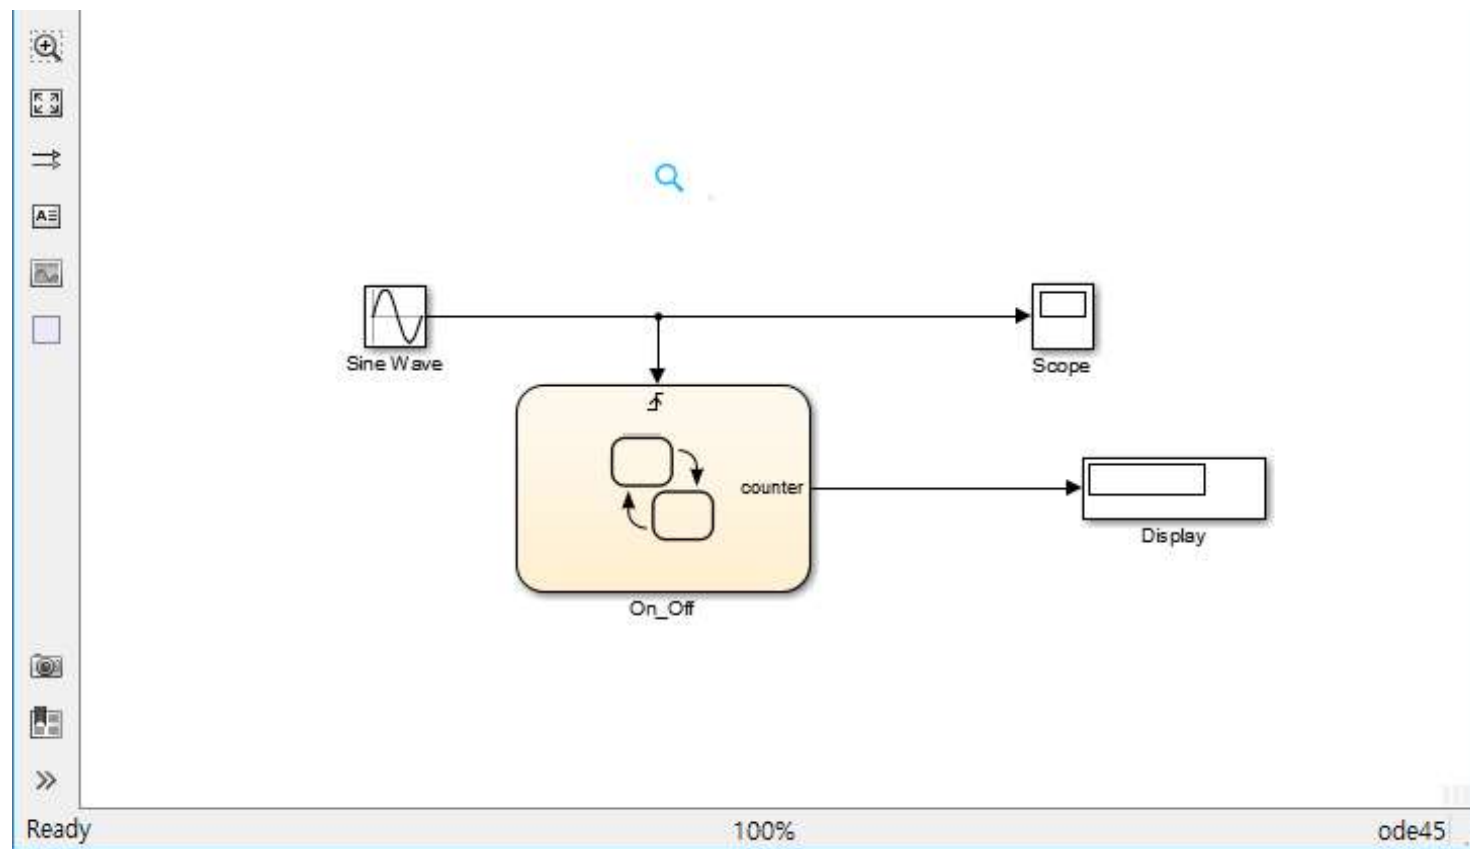 Sine Wave
Scope
counter
Display
On_Off
Ready
100%
ode45